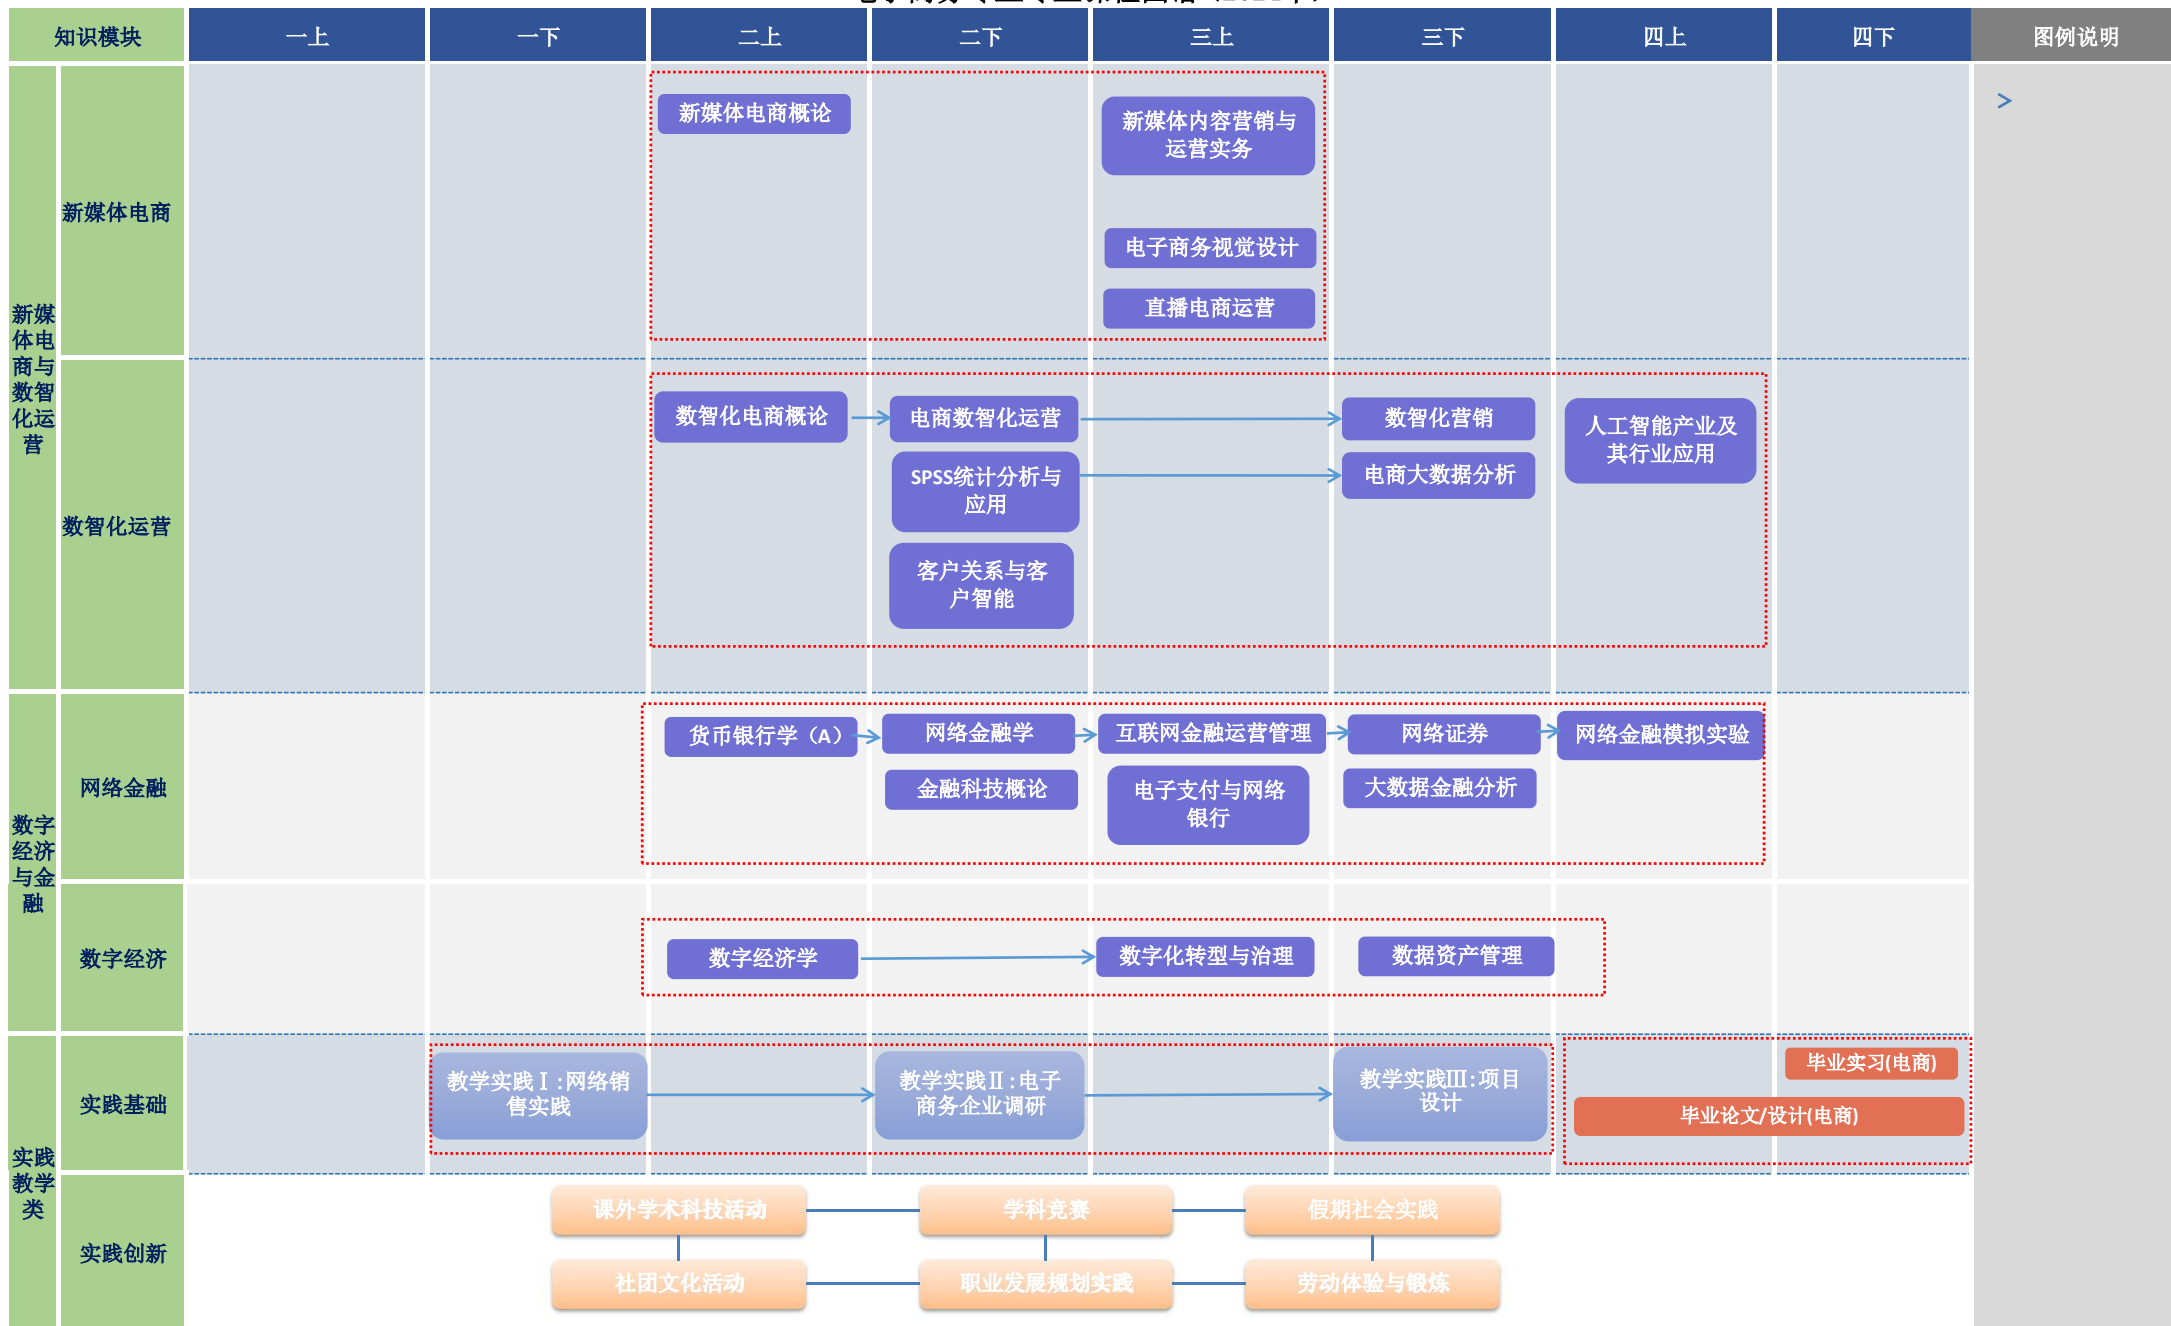 知识模块
一上
一下
二上
二下
三上
三下
四上
四下
图例说明
新媒
体电
商与
数智
化运
营
新媒体电商
新媒体电商概论
新媒体内容营销与
运营实务
电子商务视觉设计
直播电商运营
数智化运营
数智化电商概论
电商数智化运营
数智化营销
人工智能产业及
其行业应用
SPSS统计分析与
应用
电商大数据分析
客户关系与客
户智能
数字
经济
与金
融
网络金融
货币银行学（A）
网络金融学
互联网金融运营管理
网络证券
网络金融模拟实验
金融科技概论
电子支付与网络
银行
大数据金融分析
数字经济
数字经济学
数字化转型与治理
数据资产管理
实践
教学
类
实践基础
教学实践Ⅰ:网络销
售实践
教学实践Ⅱ:电子
商务企业调研
教学实践Ⅲ:项目
设计
毕业实习(电商)
毕业论文/设计(电商)
实践创新
课外学术科技活动
学科竞赛
假期社会实践
社团文化活动
职业发展规划实践
劳动体验与锻炼